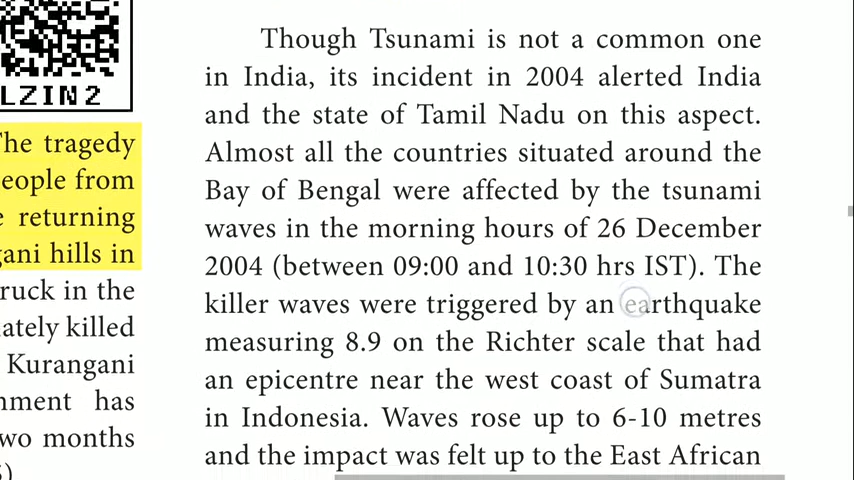 LZIN2
The tragedy
people from
returning
gani hills in
ruck in the
ately killed
Kurangani
nment has
wo months
Though Tsunami is not a common one
in India, its incident in 2004 alerted India
and the state of Tamil Nadu on this aspect.
Almost all the countries situated around the
Bay of Bengal were affected by the tsunami
waves in the morning hours of 26 December
2004 (between 09:00 and 10:30 hrs IST). The
killer waves were triggered by an earthquake
measuring 8.9 on the Richter scale that had
an epicentre near the west coast of Sumatra
in Indonesia. Waves rose up to 6-10 metres
and the impact was felt up to the East African